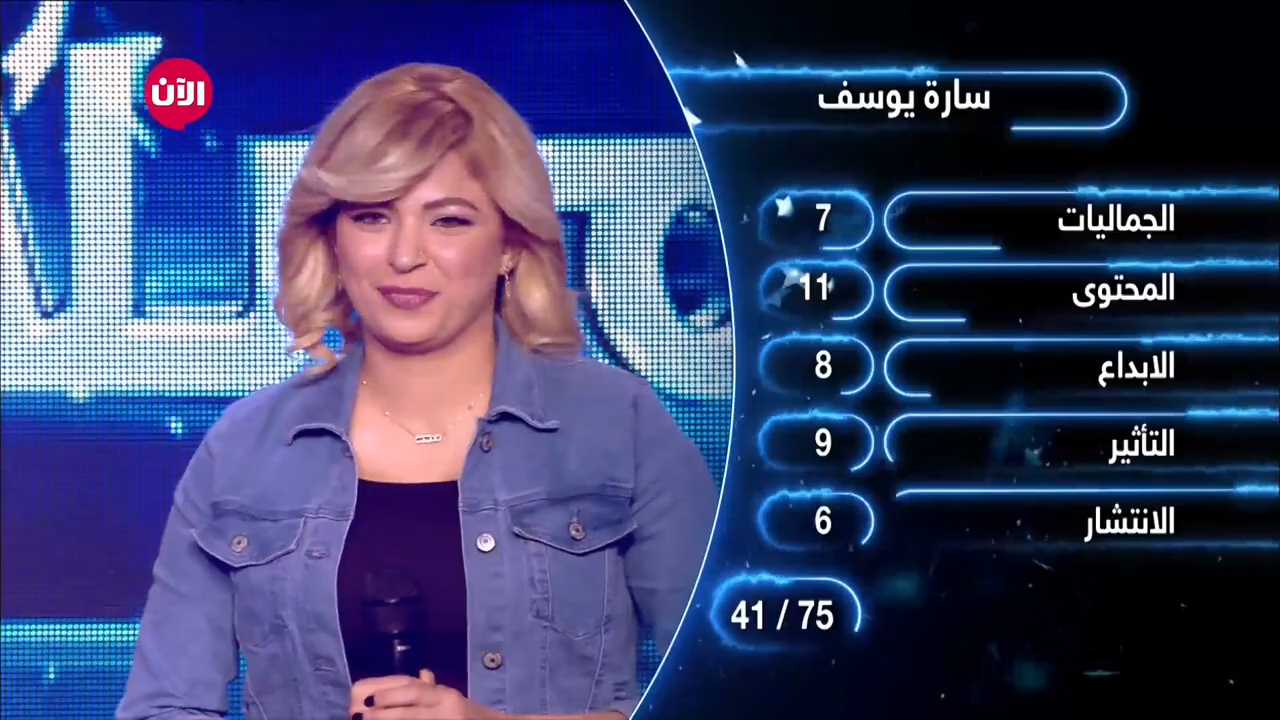 الآن
سارة يوسف
الجماليات 7
المحتوى 11
الابداع 8
التأثير 9
الانتشار 6
41 / 75